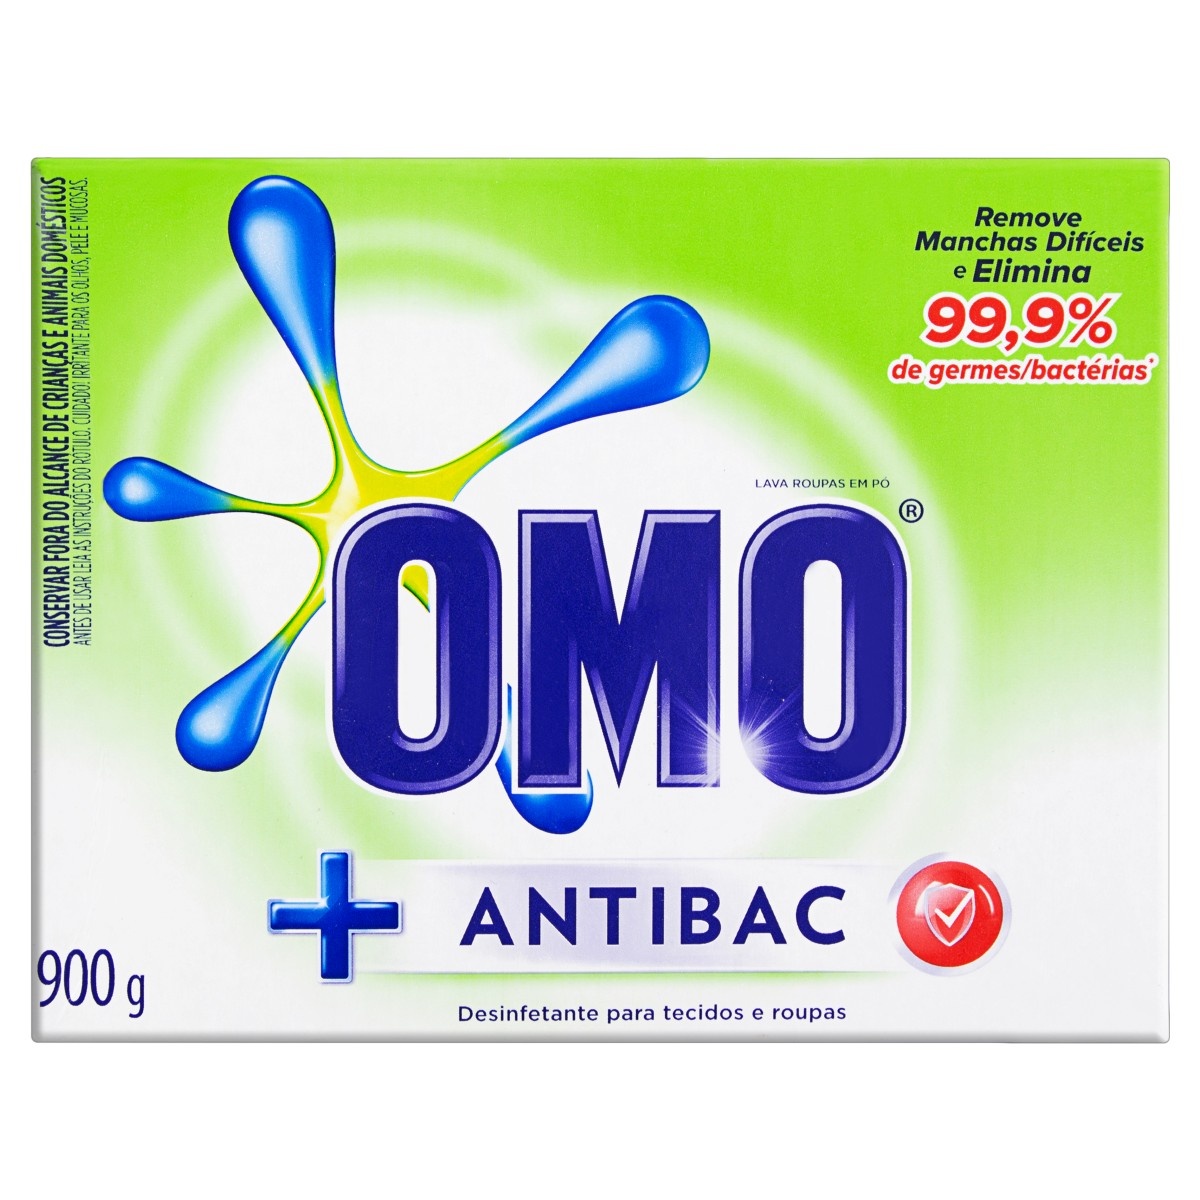 CONSERVAR FORA DO ALCANCE DE CRIANÇAS E ANIMAIS DOMÉSTICOS
ANTES DE USAR LEIA AS INSTRUÇÕES DO RÓTULO. CUIDADO! IRRITANTE PARA OS OLHOS, PELE E MUCOSAS.
Remove
Manchas Difíceis
e Elimina
99,9%
de germes/bactérias*
LAVA ROUPAS EM PÓ
OMO®
+ ANTIBAC
900 g
Desinfetante para tecidos e roupas